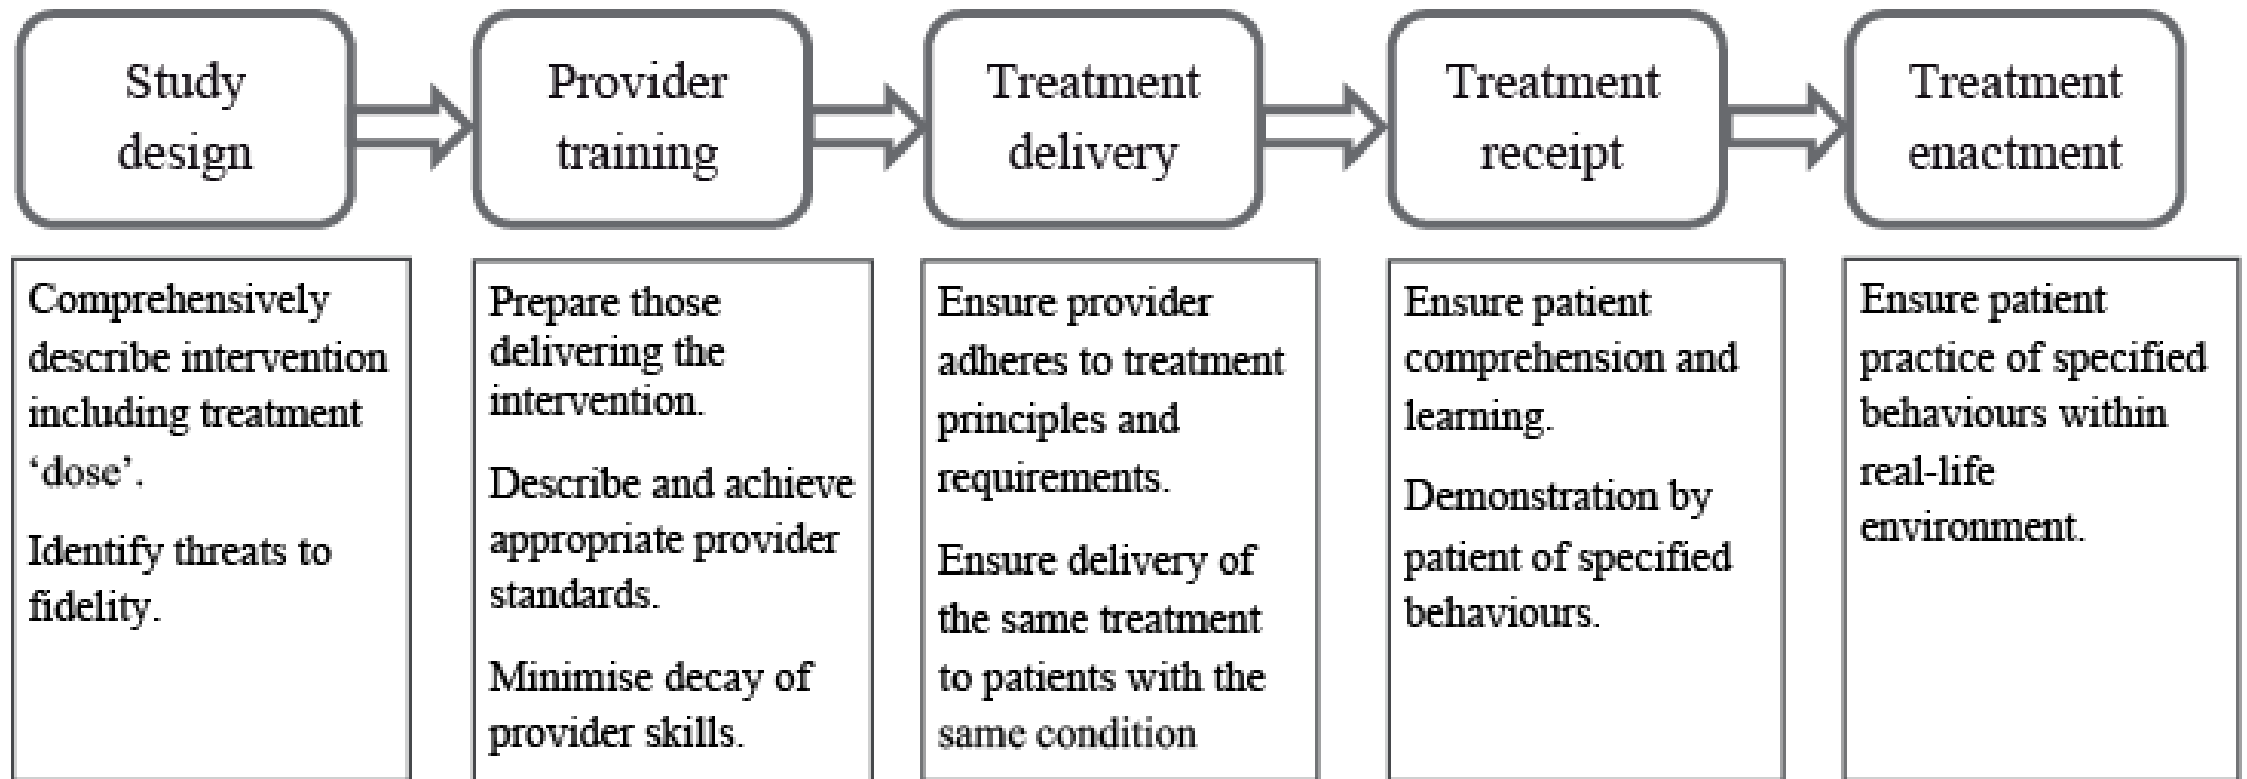 Study
design
Provider
training
Treatment
delivery
Treatment
receipt
Treatment
enactment
Comprehensively
describe intervention
including treatment
‘dose’.
Identify threats to
fidelity.
Prepare those
delivering the
intervention.
Describe and achieve
appropriate provider
standards.
Minimise decay of
provider skills.
Ensure provider
adheres to treatment
principles and
requirements.
Ensure delivery of
the same treatment
to patients with the
same condition
Ensure patient
comprehension and
learning.
Demonstration by
patient of specified
behaviours.
Ensure patient
practice of specified
behaviours within
real-life
environment.